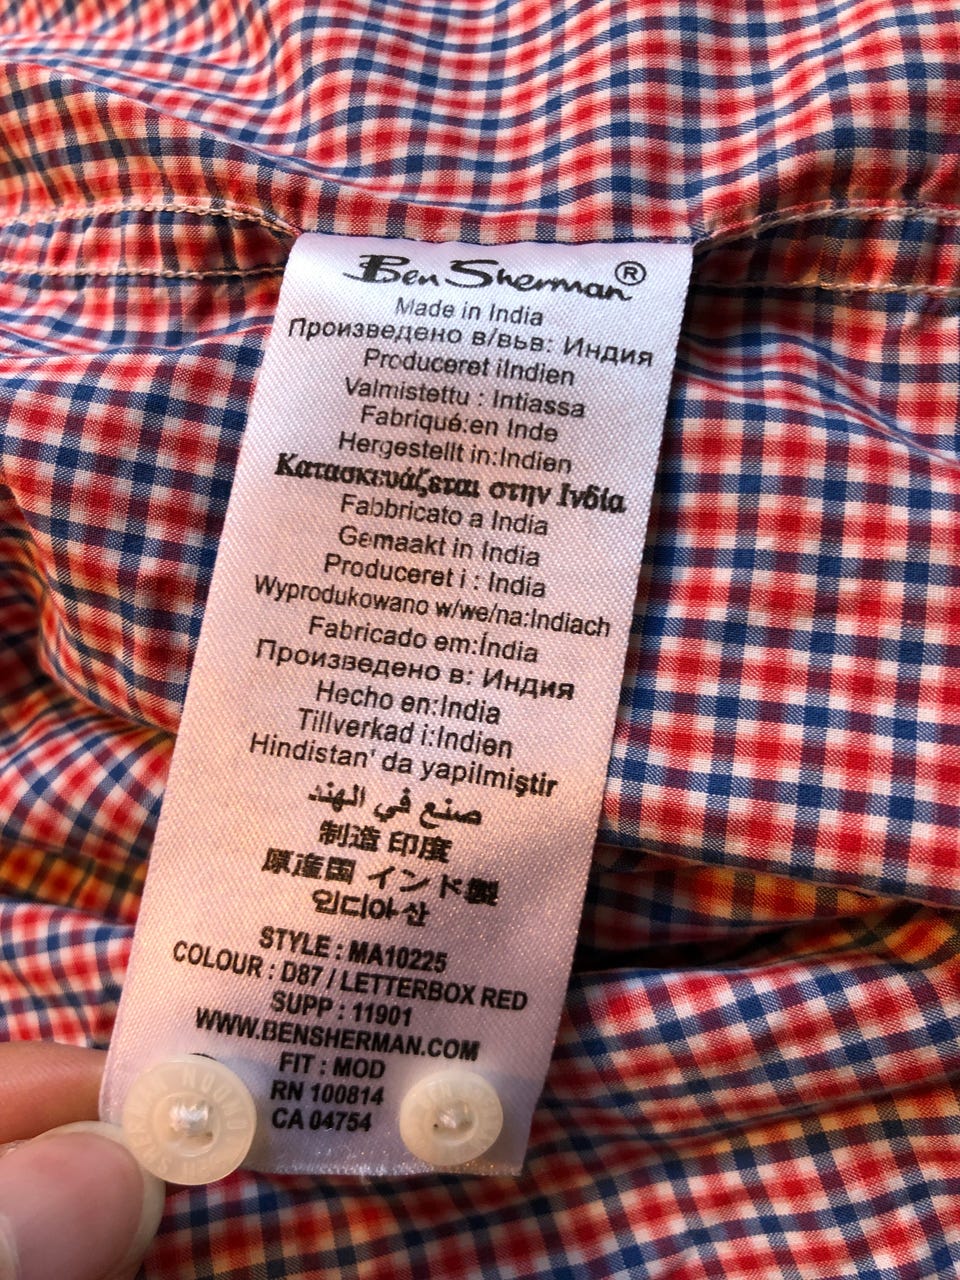 Ben Sherman®
Made in India
Произведено в/във: Индия
Produceret iIndien
Valmistettu : Intiassa
Fabriqué:en Inde
Hergestellt in:Indien
Κατασκευάζεται στην Ινδία
Fabbricato a India
Gemaakt in India
Produceret i : India
Wyprodukowano w/we/na:Indiach
Fabricado em:Índia
Произведено в: Индия
Hecho en:India
Tillverkad i:Indien
Hindistan' da yapilmiştir
صنع في الهند
制造 印度
原産国 インド製
인디아 산
STYLE : MA10225
COLOUR : D87 / LETTERBOX RED
SUPP : 11901
WWW.BENSHERMAN.COM
FIT : MOD
RN 100814
CA 04754
LONDON